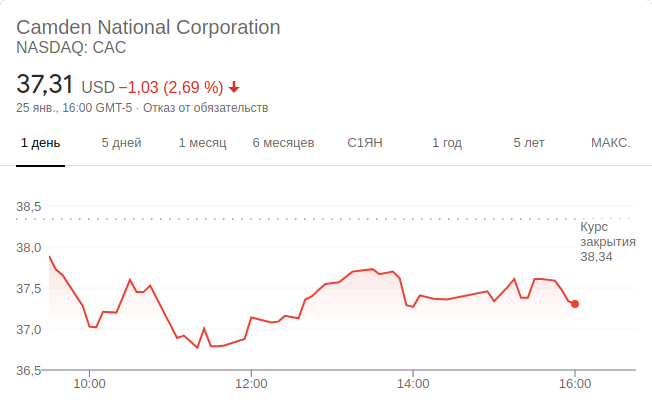 Camden National Corporation
NASDAQ: CAC
37,31 USD −1,03 (2,69 %)
25 янв., 16:00 GMT-5 · Отказ от обязательств
1 день 5 дней 1 месяц 6 месяцев С1ЯН 1 год 5 лет МАКС.
38,5
Курс
закрытия
38,34
38,0
37,5
37,0
36,5
10:00 12:00 14:00 16:00